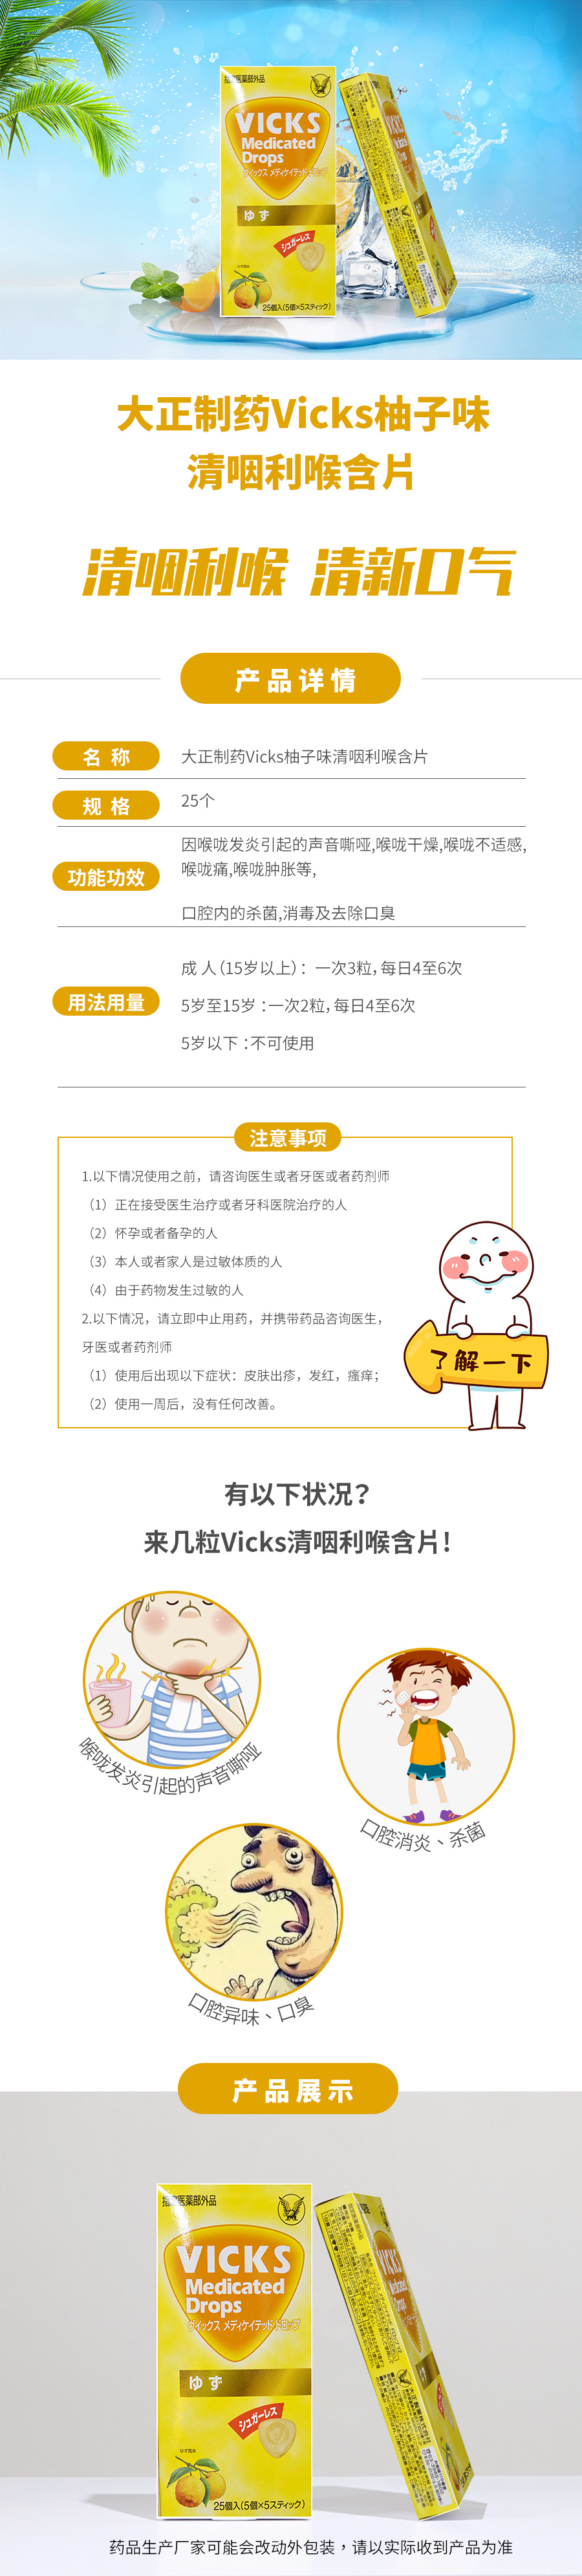 指定医薬部外品
VICKS
Medicated
Drops
ヴイックス メディケイテッド ドロップ
ゆず
シュガーレス
ゆず風味
25個入(5個×5スティック)
大正制药Vicks柚子味
清咽利喉含片
清咽利喉 清新口气
产品详情
名 称
大正制药Vicks柚子味清咽利喉含片
规 格
25个
功能功效
因喉咙发炎引起的声音嘶哑,喉咙干燥,喉咙不适感,
喉咙痛,喉咙肿胀等,
口腔内的杀菌,消毒及去除口臭
用法用量
成 人（15岁以上）：一次3粒，每日4至6次
5岁至15岁：一次2粒，每日4至6次
5岁以下：不可使用
注意事项
1.以下情况使用之前，请咨询医生或者牙医或者药剂师
（1）正在接受医生治疗或者牙科医院治疗的人
（2）怀孕或者备孕的人
（3）本人或者家人是过敏体质的人
（4）由于药物发生过敏的人
2.以下情况，请立即中止用药，并携带药品咨询医生，
牙医或者药剂师
（1）使用后出现以下症状：皮肤出疹，发红，瘙痒；
（2）使用一周后，没有任何改善。
了解一下
有以下状况？
来几粒Vicks清咽利喉含片！
喉咙发炎引起的声音嘶哑
口腔消炎、杀菌
口腔异味、口臭
产品展示
指定医薬部外品
VICKS
Medicated
Drops
ヴイックス メディケイテッド ドロップ
ゆず
シュガーレス
ゆず風味
25個入(5個×5スティック)
药品生产厂家可能会改动外包装，请以实际收到产品为准